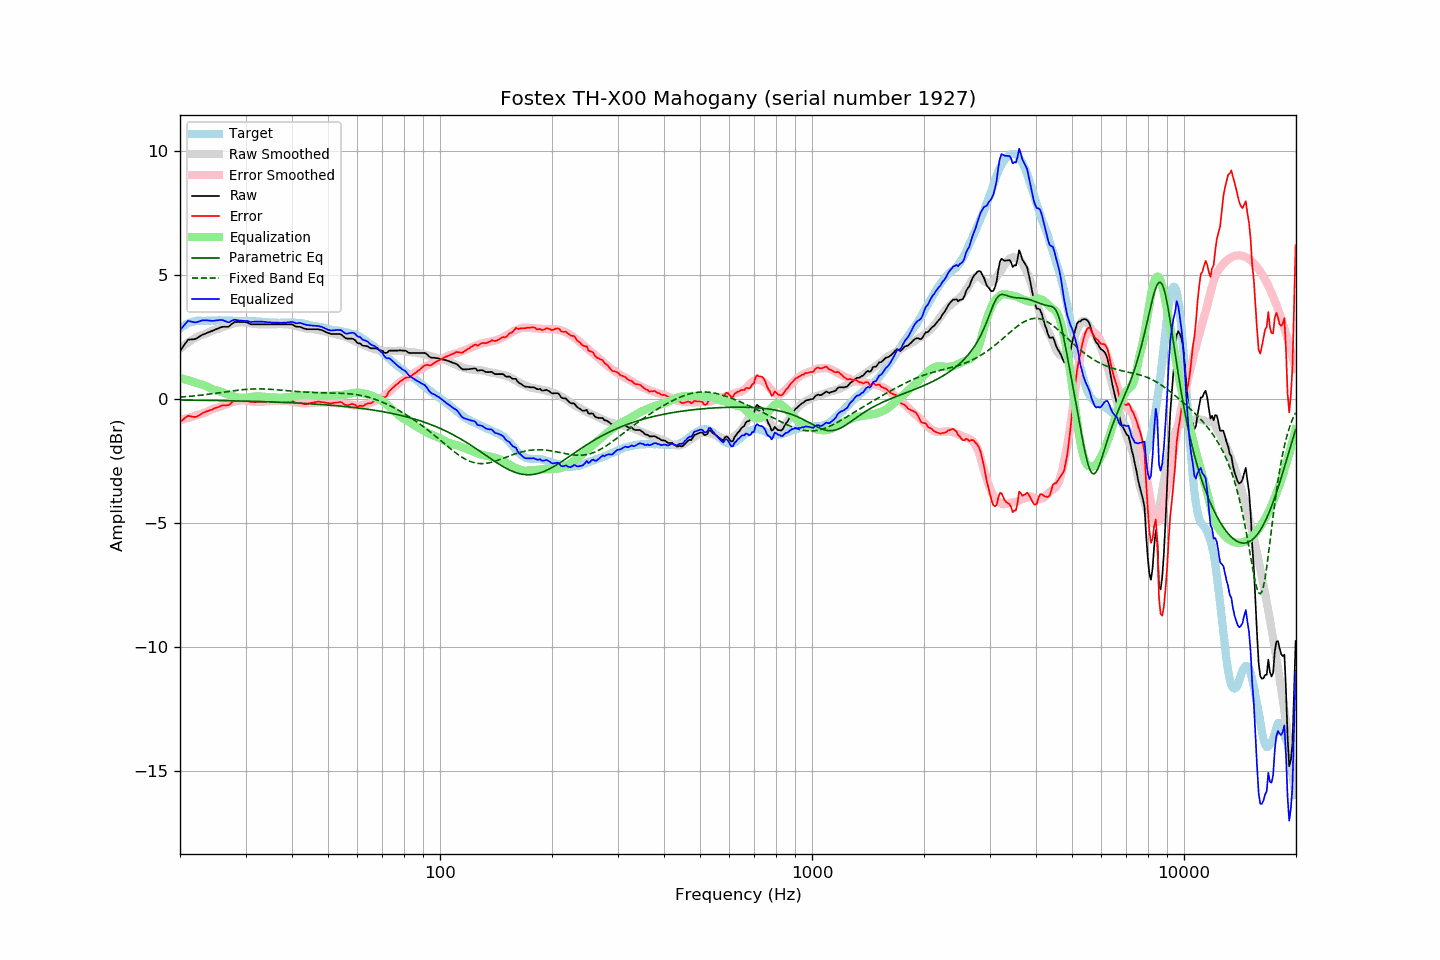 Fostex TH-X00 Mahogany (serial number 1927)
Target
Raw Smoothed
Error Smoothed
Raw
Error
Equalization
Parametric Eq
Fixed Band Eq
Equalized
10
5
0
−5
−10
−15
Amplitude (dBr)
100
1000
10000
Frequency (Hz)